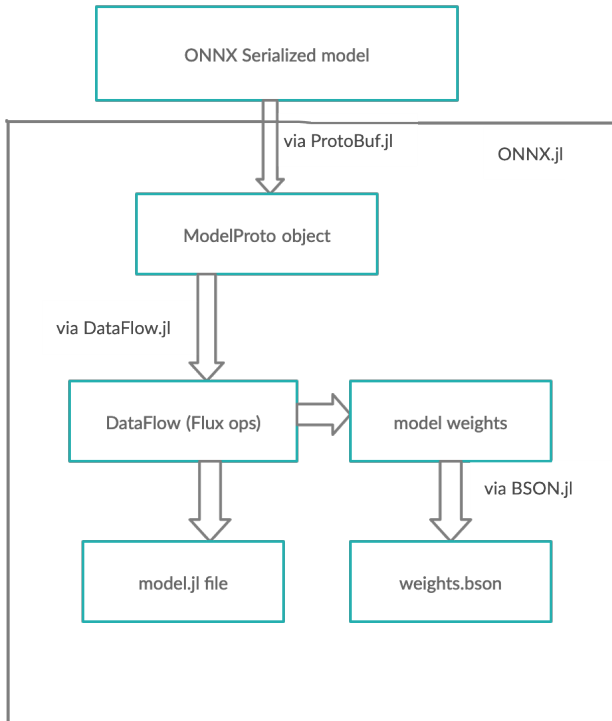 ONNX Serialized model
via ProtoBuf.jl
ONNX.jl
ModelProto object
via DataFlow.jl
DataFlow (Flux ops)
model weights
via BSON.jl
model.jl file
weights.bson